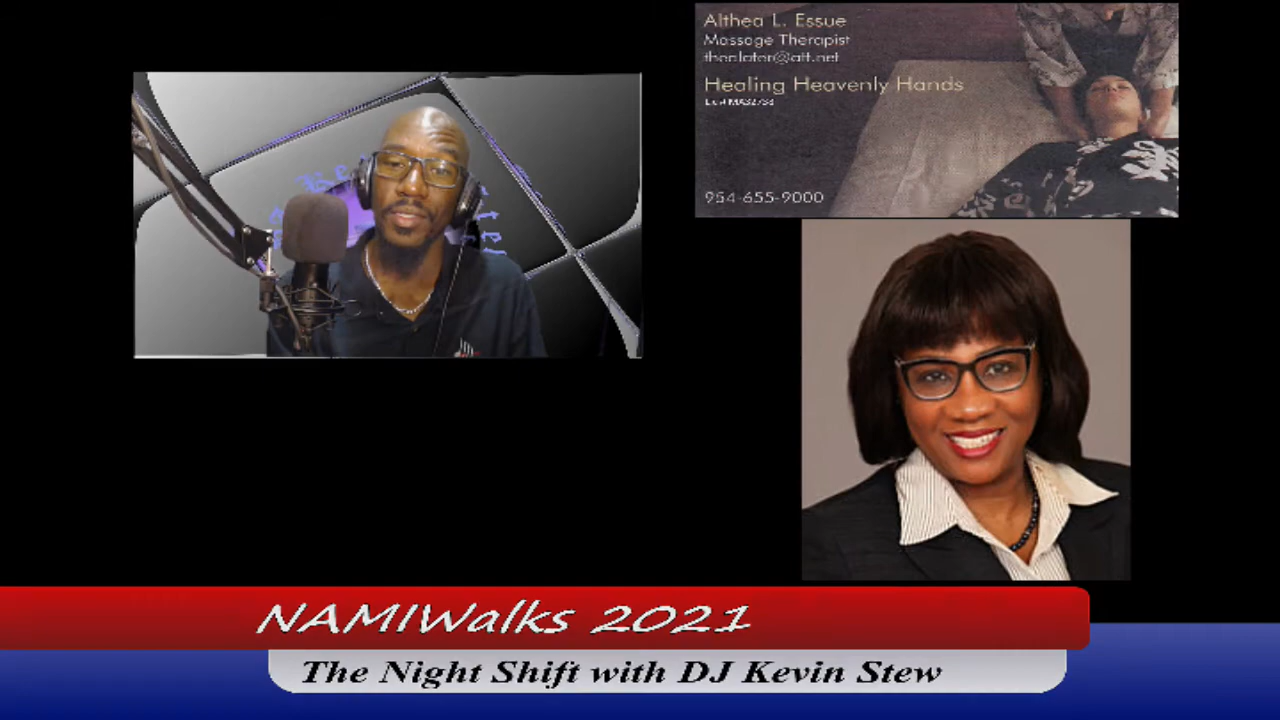 Althea L. Essue
Massage Therapist
Healing Heavenly Hands
954-655-9000
NAMIWalks 2021
The Night Shift with DJ Kevin Stew